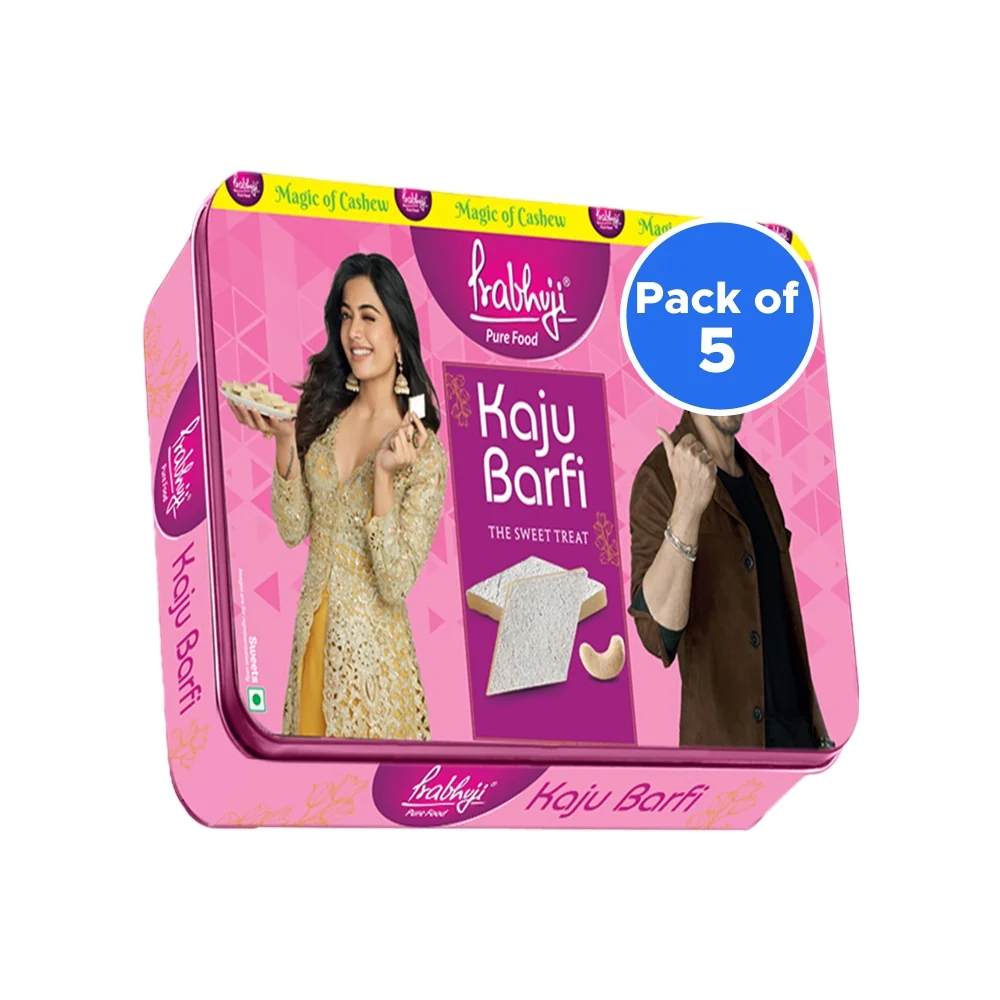 Magic of Cashew
Magic of Cashew
Prabhuji®
Pure Food
Pack of
5
Kaju
Barfi
THE SWEET TREAT
Prabhuji
Pure Food
Kaju Barfi
Sweets
Prabhuji®
Pure Food
Kaju Barfi